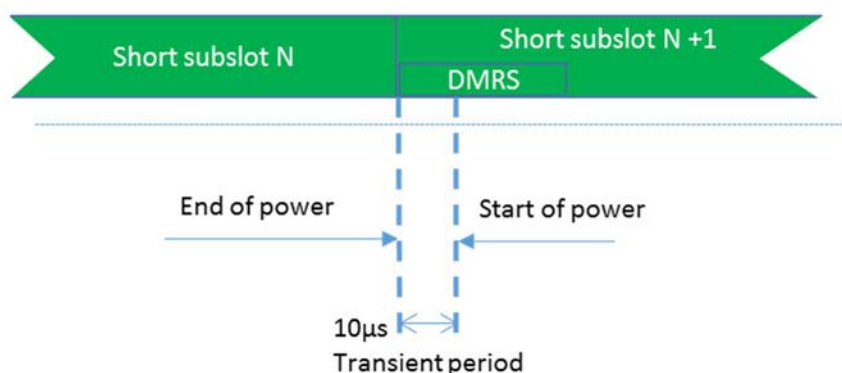 Short subslot N
Short subslot N +1
DMRS
End of power
Start of power
10µs
Transient period